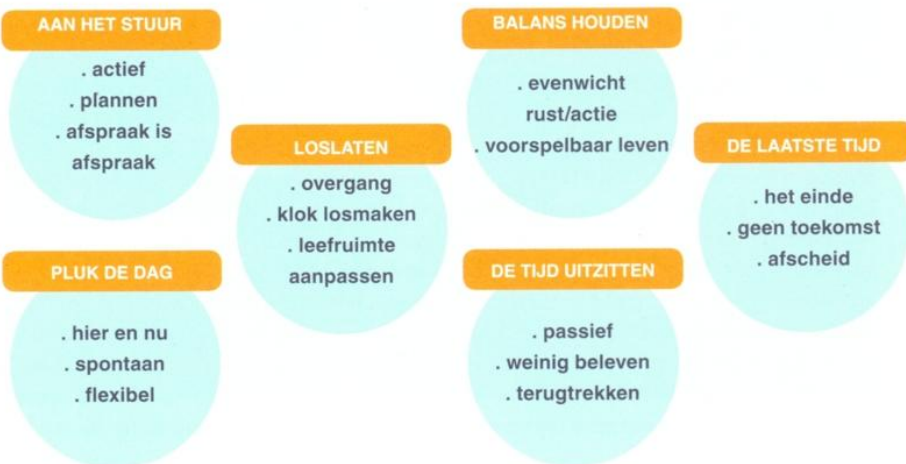 AAN HET STUUR
. actief
. plannen
. afspraak is
afspraak
PLUK DE DAG
. hier en nu
. spontaan
. flexibel
LOSLATEN
. overgang
. klok losmaken
. leefruimte
aanpassen
BALANS HOUDEN
. evenwicht
rust/actie
. voorspelbaar leven
DE TIJD UITZITTEN
. passief
. weinig beleven
. terugtrekken
DE LAATSTE TIJD
. het einde
. geen toekomst
. afscheid